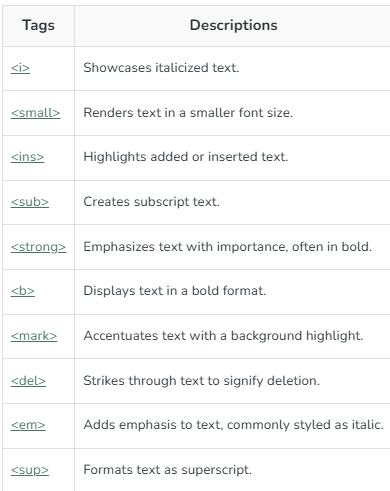 Tags Descriptions
<i> Showcases italicized text.
<small> Renders text in a smaller font size.
<ins> Highlights added or inserted text.
<sub> Creates subscript text.
<strong> Emphasizes text with importance, often in bold.
<b> Displays text in a bold format.
<mark> Accentuates text with a background highlight.
<del> Strikes through text to signify deletion.
<em> Adds emphasis to text, commonly styled as italic.
<sup> Formats text as superscript.